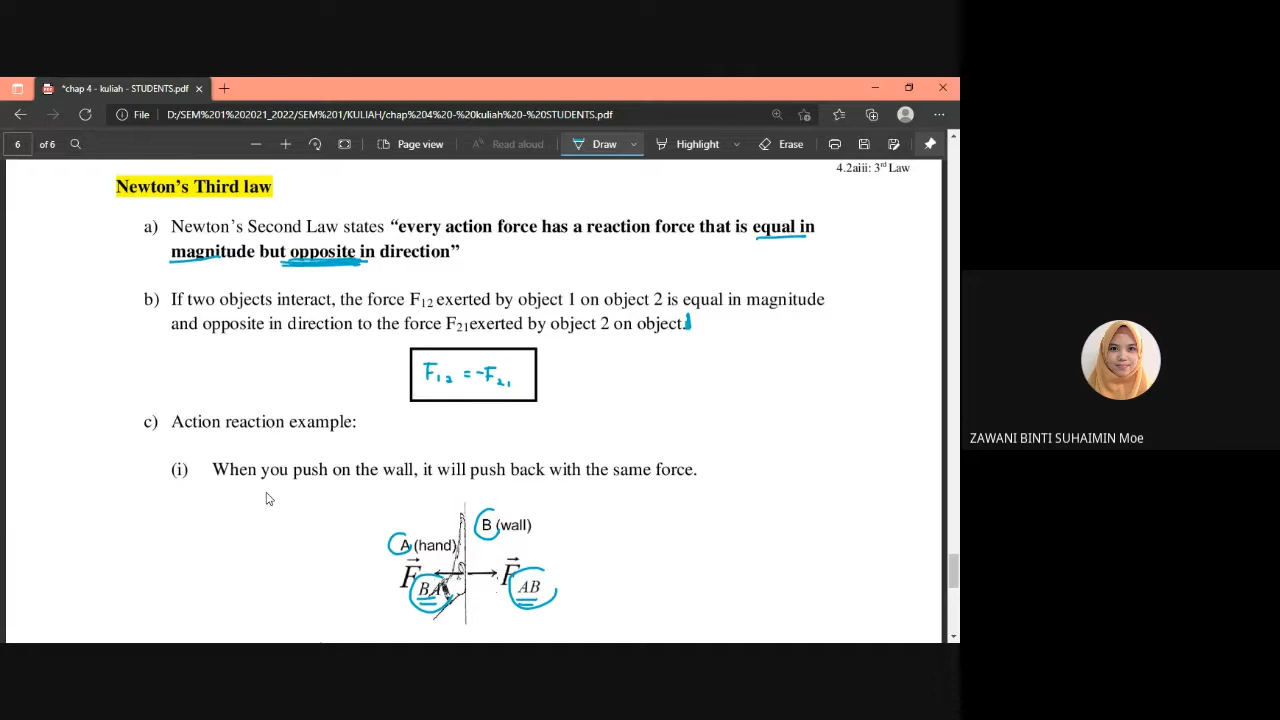 *chap 4 - kuliah - STUDENTS.pdf
File D:/SEM%201%202021_2022/SEM%201/KULIAH/chap%204%20-%20kuliah%20-%20STUDENTS.pdf
6 of 6 Page view Read aloud Draw Highlight Erase
4.2aiii: 3rd Law
Newton's Third law
a) Newton's Second Law states “every action force has a reaction force that is equal in
magnitude but opposite in direction”
b) If two objects interact, the force F12 exerted by object 1 on object 2 is equal in magnitude
and opposite in direction to the force F21exerted by object 2 on object.1
F12 = -F21
c) Action reaction example:
(i) When you push on the wall, it will push back with the same force.
B (wall)
A (hand)
F BA F AB
ZAWANI BINTI SUHAIMIN Moe